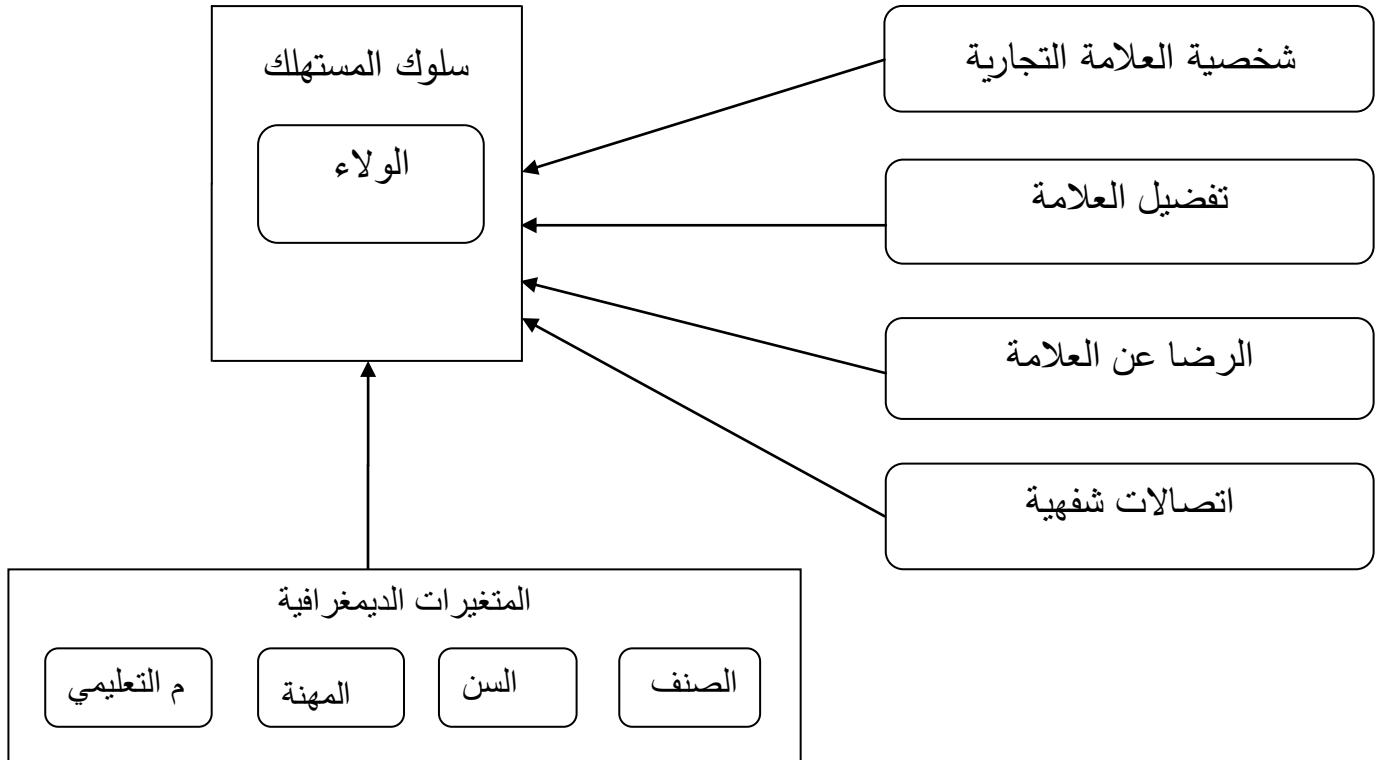 شخصية العلامة التجارية
سلوك المستهلك
الولاء
تفضيل العلامة
الرضا عن العلامة
اتصالات شفهية
المتغيرات الديمغرافية
الصنف
السن
المهنة
م التعليمي